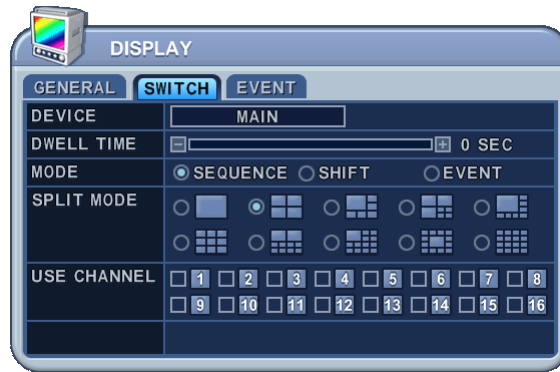 DISPLAY
GENERAL SWITCH EVENT
DEVICE MAIN
DWELL TIME 0 SEC
MODE SEQUENCE SHIFT EVENT
SPLIT MODE
USE CHANNEL 1 2 3 4 5 6 7 8
9 10 11 12 13 14 15 16